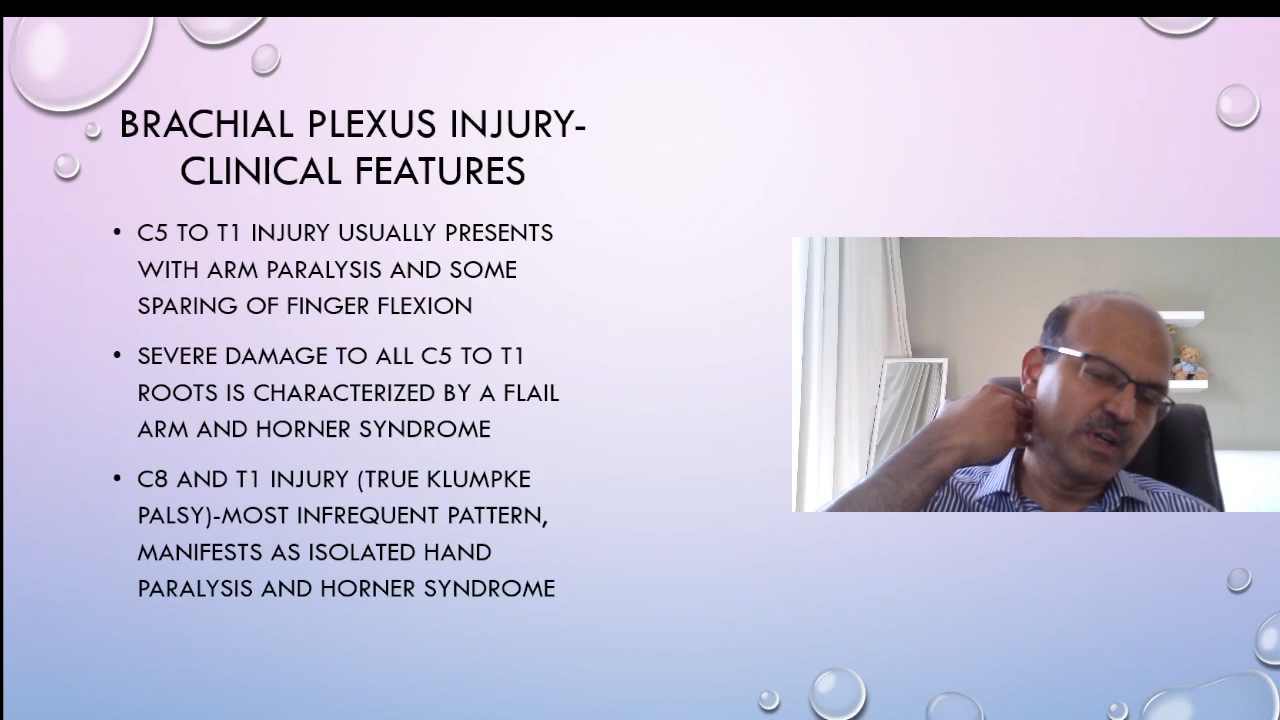 BRACHIAL PLEXUS INJURY-
CLINICAL FEATURES
• C5 TO T1 INJURY USUALLY PRESENTS
WITH ARM PARALYSIS AND SOME
SPARING OF FINGER FLEXION
• SEVERE DAMAGE TO ALL C5 TO T1
ROOTS IS CHARACTERIZED BY A FLAIL
ARM AND HORNER SYNDROME
• C8 AND T1 INJURY (TRUE KLUMPKE
PALSY)-MOST INFREQUENT PATTERN,
MANIFESTS AS ISOLATED HAND
PARALYSIS AND HORNER SYNDROME